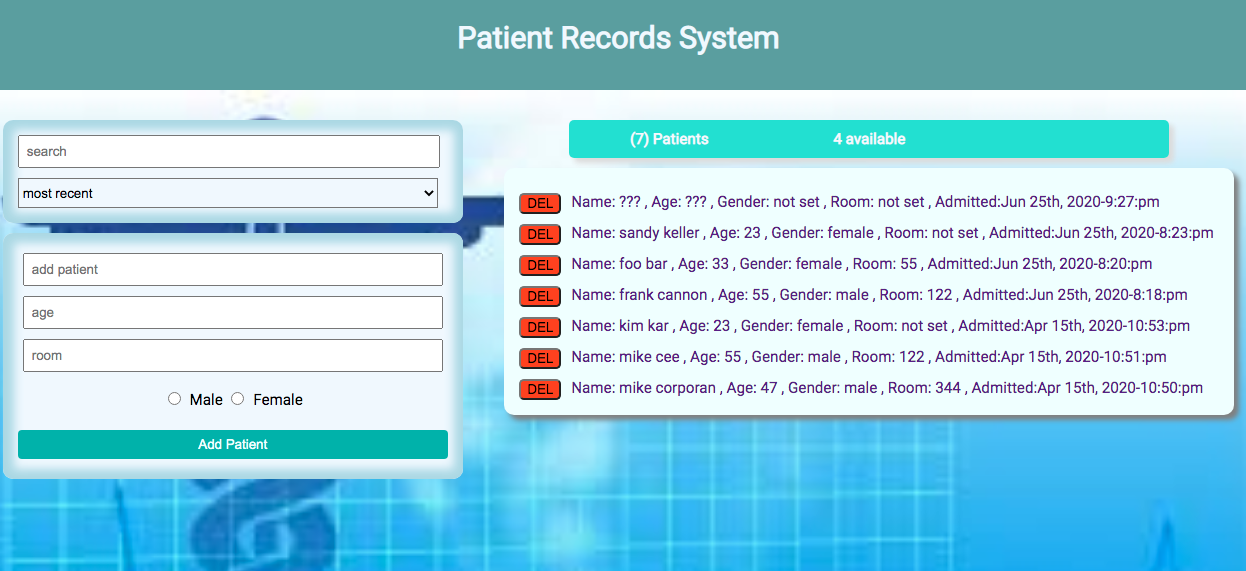 Patient Records System
search
most recent
add patient
age
room
Male Female
Add Patient
(7) Patients 4 available
DEL Name: ??? , Age: ??? , Gender: not set , Room: not set , Admitted:Jun 25th, 2020-9:27:pm
DEL Name: sandy keller , Age: 23 , Gender: female , Room: not set , Admitted:Jun 25th, 2020-8:23:pm
DEL Name: foo bar , Age: 33 , Gender: female , Room: 55 , Admitted:Jun 25th, 2020-8:20:pm
DEL Name: frank cannon , Age: 55 , Gender: male , Room: 122 , Admitted:Jun 25th, 2020-8:18:pm
DEL Name: kim kar , Age: 23 , Gender: female , Room: not set , Admitted:Apr 15th, 2020-10:53:pm
DEL Name: mike cee , Age: 55 , Gender: male , Room: 122 , Admitted:Apr 15th, 2020-10:51:pm
DEL Name: mike corporan , Age: 47 , Gender: male , Room: 344 , Admitted:Apr 15th, 2020-10:50:pm